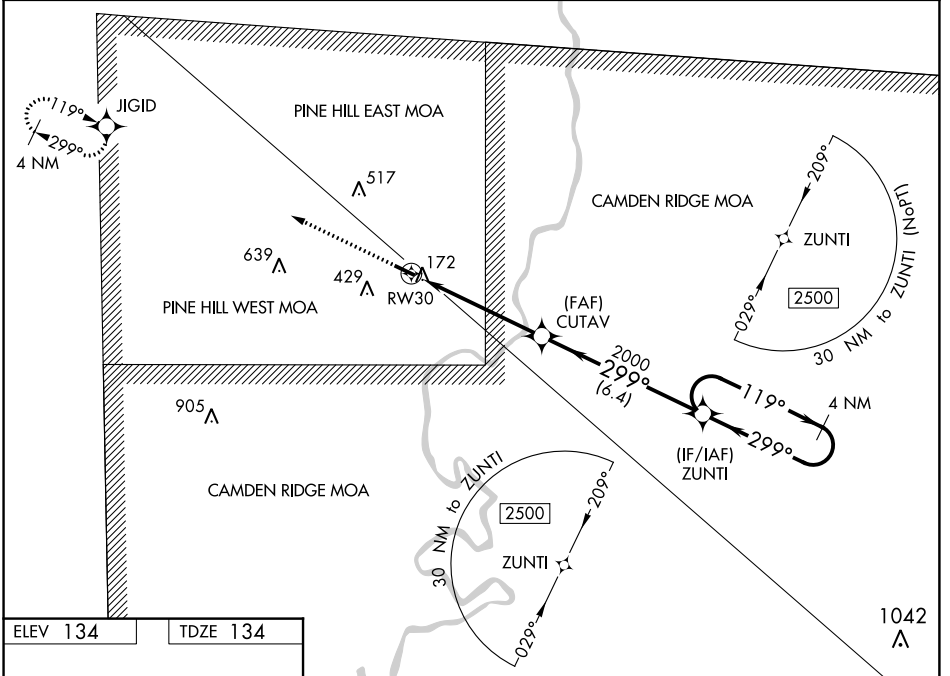 JIGID
119°
299°
4 NM
PINE HILL EAST MOA
517
CAMDEN RIDGE MOA
209°
ZUNTI
2500
029°
30 NM to ZUNTI (NoPT)
639
429
172
RW30
PINE HILL WEST MOA
(FAF)
CUTAV
2000
299°
(6.4)
119°
4 NM
299°
(IF/IAF)
ZUNTI
905
CAMDEN RIDGE MOA
30 NM to ZUNTI
2500
209°
ZUNTI
029°
1042
ELEV 134
TDZE 134